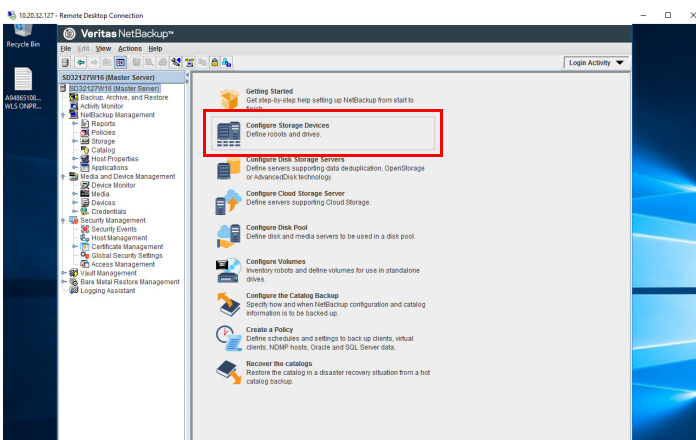 10.20.32.127 - Remote Desktop Connection
Recycle Bin
A94865108...
WLS ONPR...
Veritas NetBackup™
File Edit View Actions Help
Login Activity
SD32127W16 (Master Server)
SD32127W16 (Master Server)
Backup, Archive, and Restore
Activity Monitor
NetBackup Management
Reports
Policies
Storage
Catalog
Host Properties
Applications
Media and Device Management
Device Monitor
Media
Devices
Credentials
Security Management
Security Events
Host Management
Certificate Management
Global Security Settings
Access Management
Vault Management
Bare Metal Restore Management
Logging Assistant
Getting Started
Get step-by-step help setting up NetBackup from start to
finish.
Configure Storage Devices
Define robots and drives.
Configure Disk Storage Servers
Define servers supporting data deduplication, OpenStorage
or AdvancedDisk technology.
Configure Cloud Storage Server
Define servers supporting Cloud Storage.
Configure Disk Pool
Define disk and media servers to be used in a disk pool.
Configure Volumes
Inventory robots and define volumes for use in standalone
drives.
Configure the Catalog Backup
Specify how and when NetBackup configuration and catalog
information is to be backed up.
Create a Policy
Define schedules and settings to back up clients, virtual
clients, NDMP hosts, Oracle and SQL Server data.
Recover the catalogs
Restore the catalog in a disaster recovery situation from a hot
catalog backup.